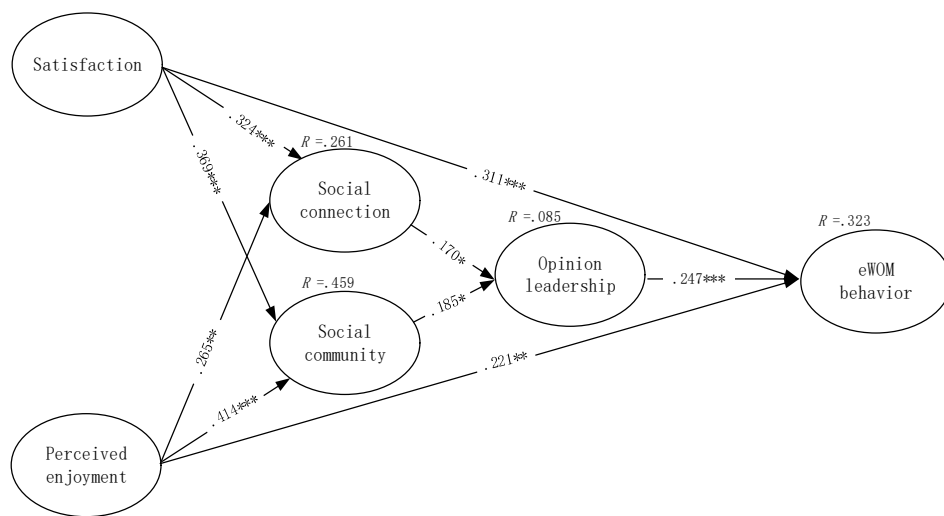 Satisfaction
.324***
R =.261
.369***
Social
connection
.311***
R =.085
R =.323
.170*
Opinion
leadership
.247***
eWOM
behavior
R =.459
.185*
Social
community
.265**
.221**
.414***
Perceived
enjoyment